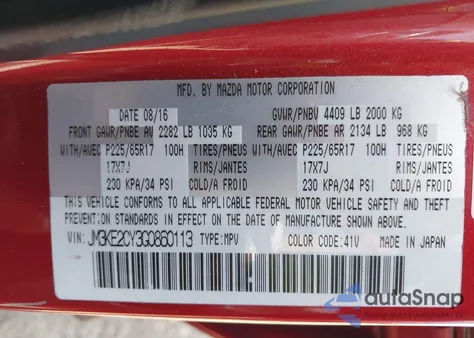 MFD. BY MAZDA MOTOR CORPORATION
DATE 08/16 GVWR/PNBV 4409 LB 2000 KG
FRONT GAWR/PNBE AV 2282 LB 1035 KG REAR GAWR/PNBE AR 2134 LB 968 KG
WITH/AVEC P225/65R17 100H TIRES/PNEUS WITH/AVEC P225/65R17 100H TIRES/PNEUS
17X7J RIMS/JANTES 17X7J RIMS/JANTES
230 KPA/34 PSI COLD/A FROID 230 KPA/34 PSI COLD/A FROID
THIS VEHICLE CONFORMS TO ALL APPLICABLE FEDERAL MOTOR VEHICLE SAFETY AND THEFT
PREVENTION STANDARDS IN EFFECT ON THE DATE OF MANUFACTURE SHOWN ABOVE.
VIN: JM3KE2CY3G0860113 TYPE:MPV COLOR CODE:41V MADE IN JAPAN
autoSnap